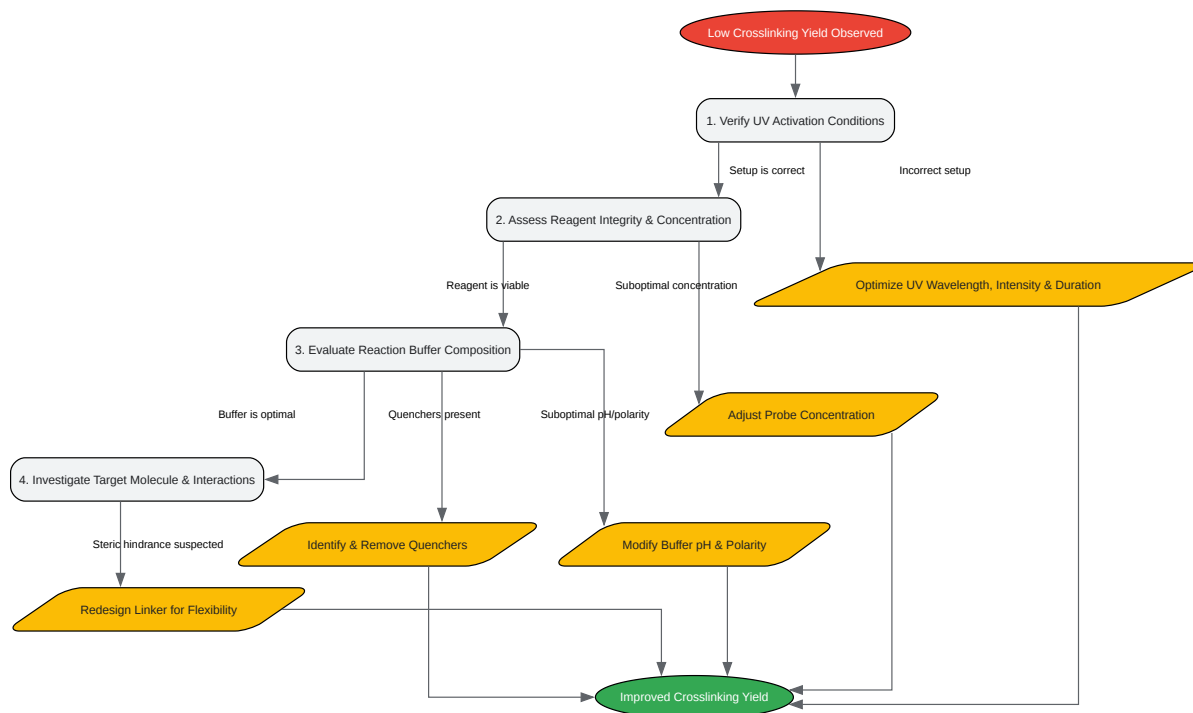 Low Crosslinking Yield Observed
1. Verify UV Activation Conditions
Setup is correct
Incorrect setup
2. Assess Reagent Integrity & Concentration
Optimize UV Wavelength, Intensity & Duration
Reagent is viable
Suboptimal concentration
3. Evaluate Reaction Buffer Composition
Buffer is optimal
Quenchers present
Suboptimal pH/polarity
Adjust Probe Concentration
4. Investigate Target Molecule & Interactions
Steric hindrance suspected
Identify & Remove Quenchers
Modify Buffer pH & Polarity
Redesign Linker for Flexibility
Improved Crosslinking Yield